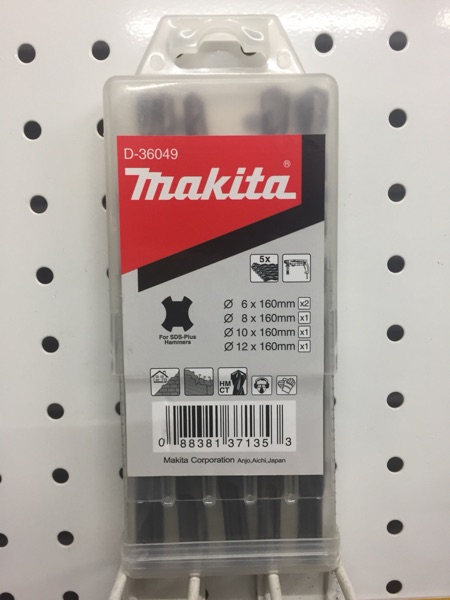 D-36049
makita®
5x
Ø 6 x 160mm x2
Ø 8 x 160mm x1
Ø 10 x 160mm x1
Ø 12 x 160mm x1
For SDS-Plus
Hammers
HM
CT
0 88381 37135 3
Makita Corporation Anjo,Aichi,Japan